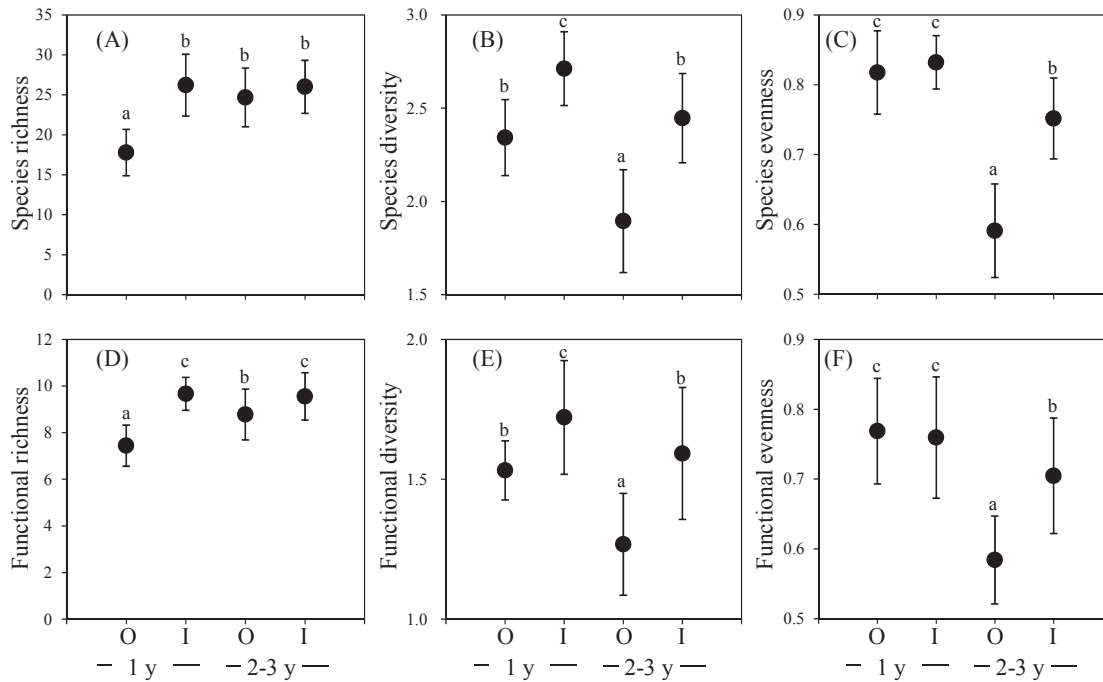 (A)
Species richness
35
30
25
20
15
10
5
0
a
b
b
b
(B)
Species diversity
3.0
2.5
2.0
1.5
b
c
a
b
(C)
Species evenness
0.9
0.8
0.7
0.6
0.5
c
c
a
b
(D)
Functional richness
12
10
8
6
4
2
0
a
c
b
c
O I O I
1 y 2-3 y
(E)
Functional diversity
2.0
1.5
1.0
b
c
a
b
O I O I
1 y 2-3 y
(F)
Functional evenness
0.9
0.8
0.7
0.6
0.5
c
c
a
b
O I O I
1 y 2-3 y